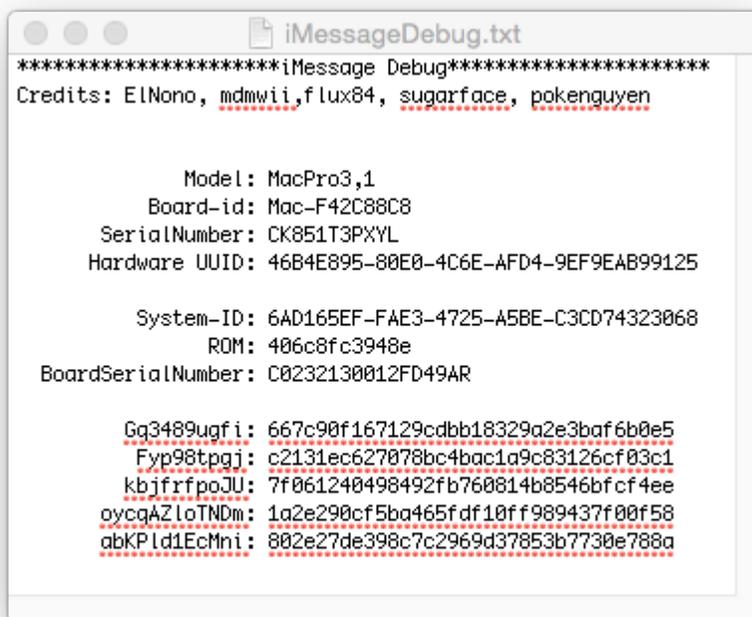 iMessageDebug.txt
**********************iMessage Debug**********************
Credits: ElNono, mdmwii,flux84, sugarface, pokenguyen
Model: MacPro3,1
Board-id: Mac-F42C88C8
SerialNumber: CK851T3PXYL
Hardware UUID: 46B4E895-80E0-4C6E-AFD4-9EF9EAB99125
System-ID: 6AD165EF-FAE3-4725-A5BE-C3CD74323068
ROM: 406c8fc3948e
BoardSerialNumber: C0232130012FD49AR
Gq3489ugfi: 667c90f167129cdbb18329a2e3baf6b0e5
Fyp98tpgj: c2131ec627078bc4bac1a9c83126cf03c1
kbjfrfpoJU: 7f061240498492fb760814b8546bfcf4ee
oycqAZloTNDm: 1a2e290cf5ba465fdf10ff989437f00f58
abKPld1EcMni: 802e27de398c7c2969d37853b7730e788a